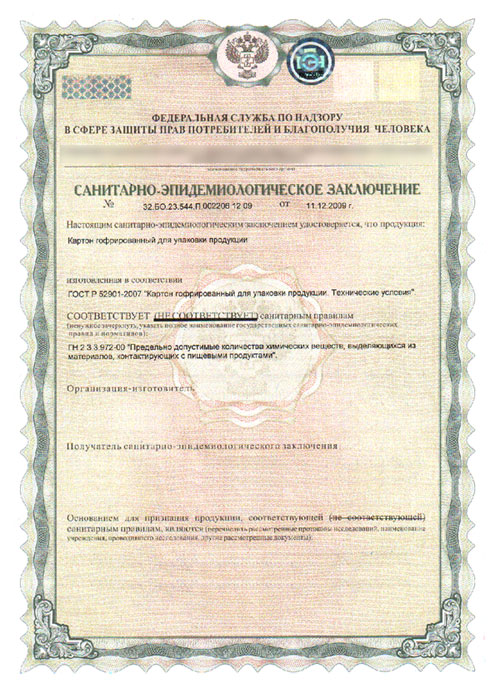 ФЕДЕРАЛЬНАЯ СЛУЖБА ПО НАДЗОРУ
В СФЕРЕ ЗАЩИТЫ ПРАВ ПОТРЕБИТЕЛЕЙ И БЛАГОПОЛУЧИЯ ЧЕЛОВЕКА
САНИТАРНО-ЭПИДЕМИОЛОГИЧЕСКОЕ ЗАКЛЮЧЕНИЕ
№ 32.БО.23.544.П.002206.12.09 от 11.12.2009 г.
Настоящим санитарно-эпидемиологическим заключением удостоверяется, что продукция:
Картон гофрированный для упаковки продукции
изготовленная в соответствии
ГОСТ Р 52901-2007 "Картон гофрированный для упаковки продукции. Технические условия".
СООТВЕТСТВУЕТ (НЕ СООТВЕТСТВУЕТ) санитарным правилам
(ненужное зачеркнуть, указать полное наименование государственных санитарно-эпидемиологических
правил и нормативов):
ГН 2.3.3.972-00 "Предельно допустимые количества химических веществ, выделяющихся из
материалов, контактирующих с пищевыми продуктами".
Организация-изготовитель
Получатель санитарно-эпидемиологического заключения
Основанием для признания продукции, соответствующей (не соответствующей)
санитарным правилам, являются (перечислить рассмотренные протоколы исследований, наименование
учреждения, проводившего исследования, другие рассмотренные документы):